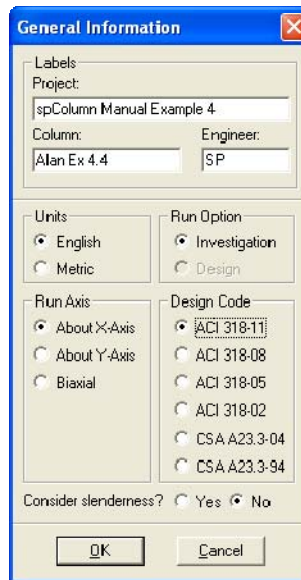 General Information
Labels
Project:
spColumn Manual Example 4
Column:
Engineer:
Alan Ex 4.4
SP
Units
English
Metric
Run Option
Investigation
Design
Run Axis
About X-Axis
About Y-Axis
Biaxial
Design Code
ACI 318-11
ACI 318-08
ACI 318-05
ACI 318-02
CSA A23.3-04
CSA A23.3-94
Consider slenderness? Yes No
OK
Cancel